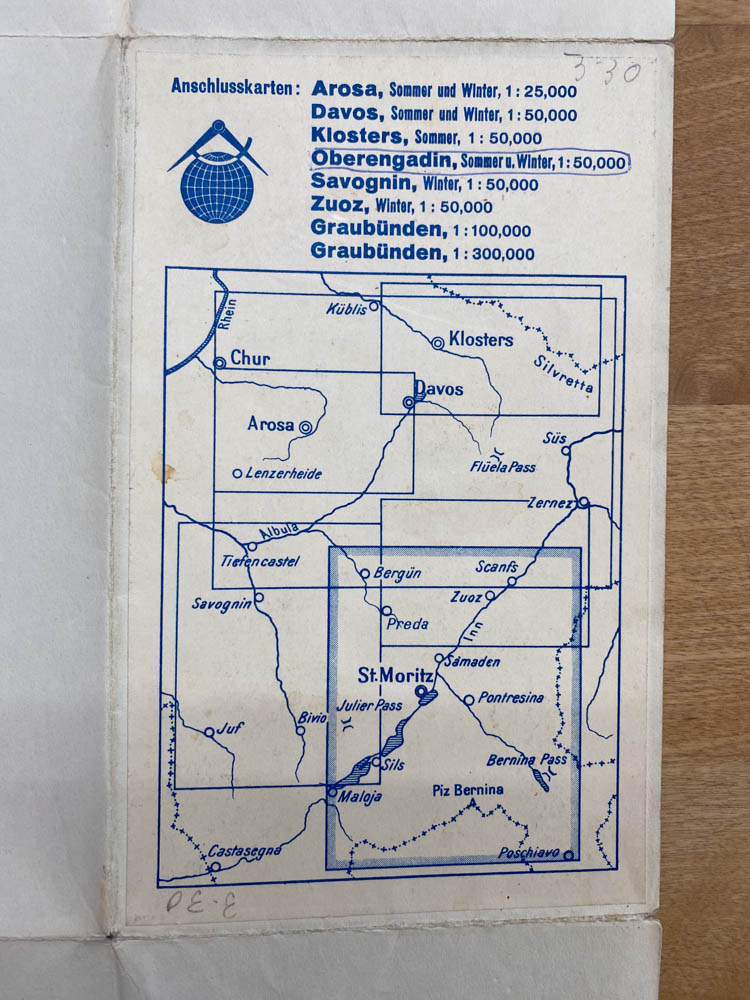 3-30
Anschlusskarten: Arosa, Sommer und Winter, 1:25,000
Davos, Sommer und Winter, 1:50,000
Klosters, Sommer, 1:50,000
Oberengadin, Sommer u. Winter, 1:50,000
Savognin, Winter, 1:50,000
Zuoz, Winter, 1:50,000
Graubünden, 1:100,000
Graubünden, 1:300,000
Rhein
Küblis
Klosters
Chur
Silvretta
Davos
Arosa
Süs
Flüela Pass
Lenzerheide
Zernez
Albula
Tiefencastel
Bergün
Scanfs
Savognin
Zuoz
Preda
Inn
Samaden
St. Moritz
Julier Pass
Pontresina
Juf
Bivio
Bernina Pass
Sils
Piz Bernina
Maloja
Castasegna
Poschiavo
3-30